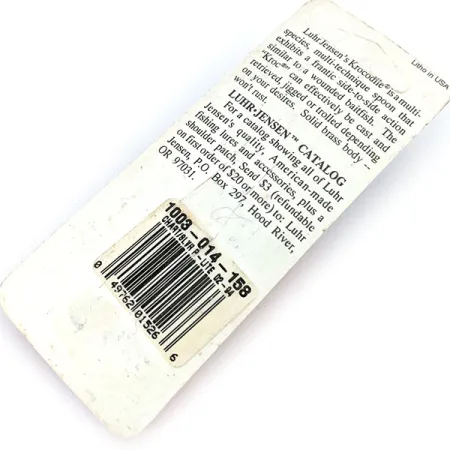 Litho in USA
Luhr Jensen's Krocodile® is a multi-
species, multi-technique spoon that
exhibits a frantic side-to-side action
similar to a wounded baitfish. The
"Kroc®" can effectively be cast and
retrieved jigged or trolled depending
on your desires. Solid brass body --
won't rust.
LUHR-JENSEN™ CATALOG
For a catalog showing all of Luhr
Jensen's quality, American-made
fishing lures and accessories, plus a
shoulder patch, Send $3 (refundable
on first order of $20 or more) to: Luhr
Jensen, P.O. Box 297, Hood River,
OR 97031.
1003-014-158
0 49762 01526 6